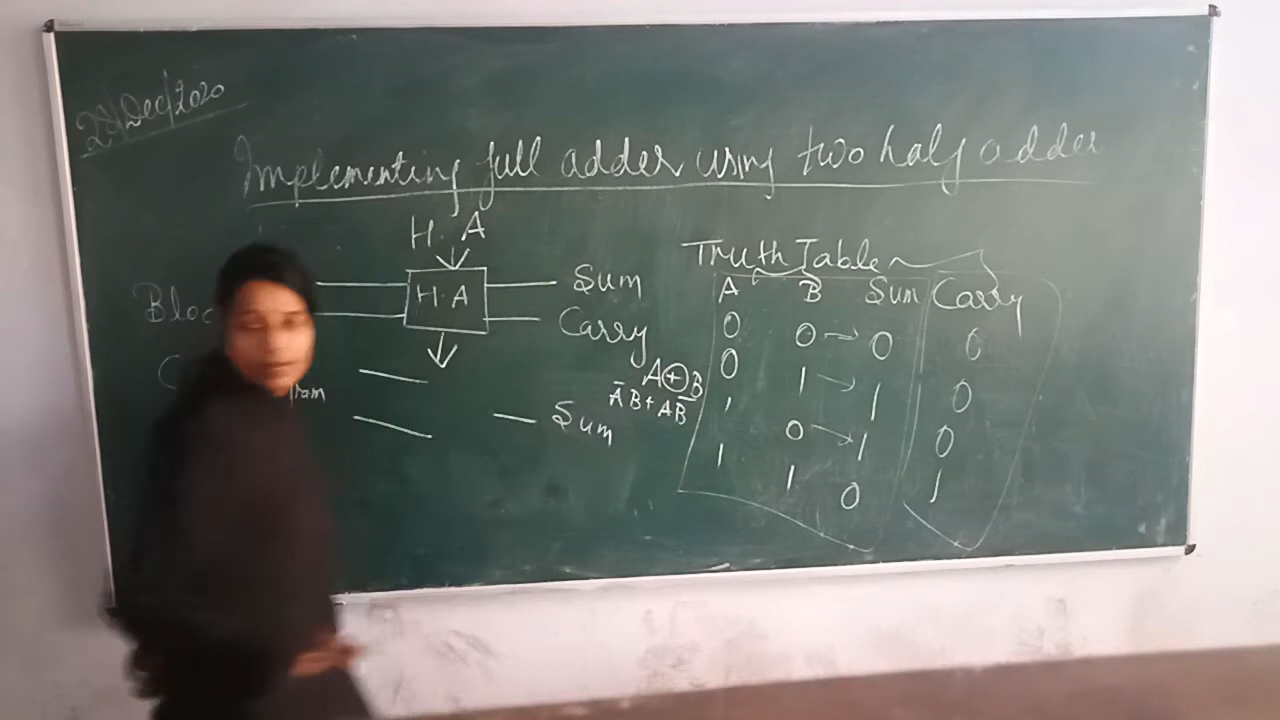 28/Dec/2020
Implementing full adder using two half adder
H. A
H.A
Sum
Carry
A⊕B
ĀB + AB̄
Sum
Truth Table
A B Sum Carry
0 0 → 0 0
0 1 → 1 0
1 0 → 1 0
1 1 0 1